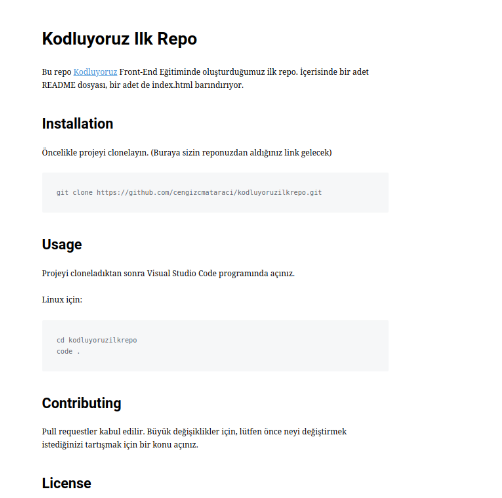 Kodluyoruz Ilk Repo
Bu repo Kodluyoruz Front-End Eğitiminde oluşturduğumuz ilk repo. İçerisinde bir adet
README dosyası, bir adet de index.html barındırıyor.
Installation
Öncelikle projeyi clonelayın. (Buraya sizin reponuzdan aldığınız link gelecek)
git clone https://github.com/cengizcmataraci/kodluyoruzilkrepo.git
Usage
Projeyi cloneladıktan sonra Visual Studio Code programında açınız.
Linux için:
cd kodluyoruzilkrepo
code .
Contributing
Pull requestler kabul edilir. Büyük değişiklikler için, lütfen önce neyi değiştirmek
istediğinizi tartışmak için bir konu açınız.
License